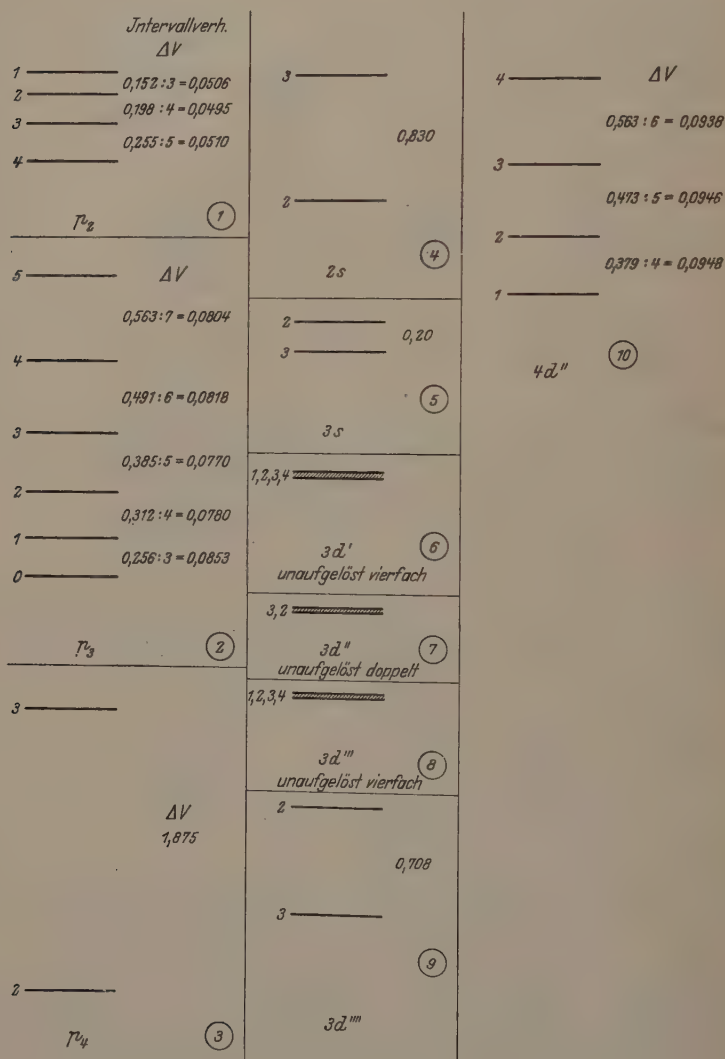 Intervallverh.
ΔV
1
0,152 : 3 = 0,0506
2
0,198 : 4 = 0,0495
3
0,255 : 5 = 0,0510
4
p₂
1
5
ΔV
0,563 : 7 = 0,0804
4
0,491 : 6 = 0,0818
3
0,385 : 5 = 0,0770
2
0,312 : 4 = 0,0780
1
0,256 : 3 = 0,0853
0
p₃
2
3
ΔV
1,875
2
p₄
3
3
0,830
2
4
2s
2
0,20
3
5
3s
1,2,3,4
3d'
6
unaufgelöst vierfach
3,2
3d''
7
unaufgelöst doppelt
1,2,3,4
3d'''
8
unaufgelöst vierfach
2
0,708
3
9
3d''''
4
ΔV
0,563 : 6 = 0,0938
3
0,473 : 5 = 0,0946
2
0,379 : 4 = 0,0948
1
4d''
10